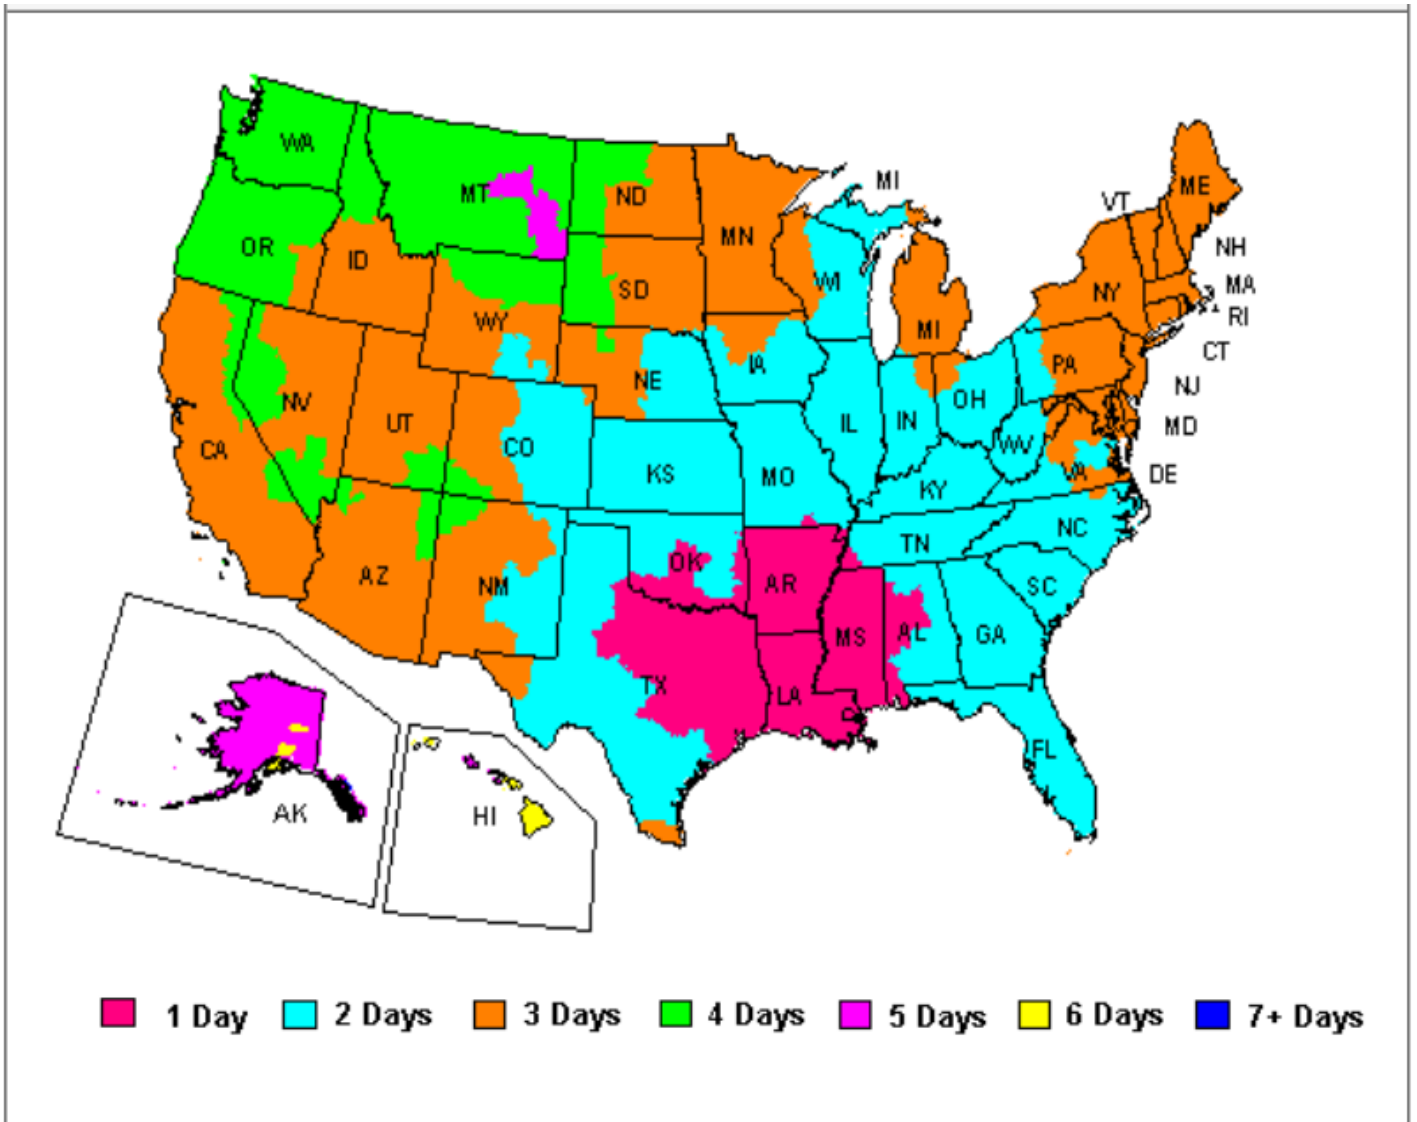 WA
MT
ND
MN
MI
VT
ME
OR
ID
SD
WI
MI
NY
NH
MA
RI
CT
WY
NE
IA
PA
NJ
NV
UT
CO
IL
IN
OH
MD
CA
KS
MO
WV
VA
DE
KY
AZ
NM
OK
AR
TN
NC
SC
TX
LA
MS
AL
GA
FL
AK
HI
1 Day 2 Days 3 Days 4 Days 5 Days 6 Days 7+ Days